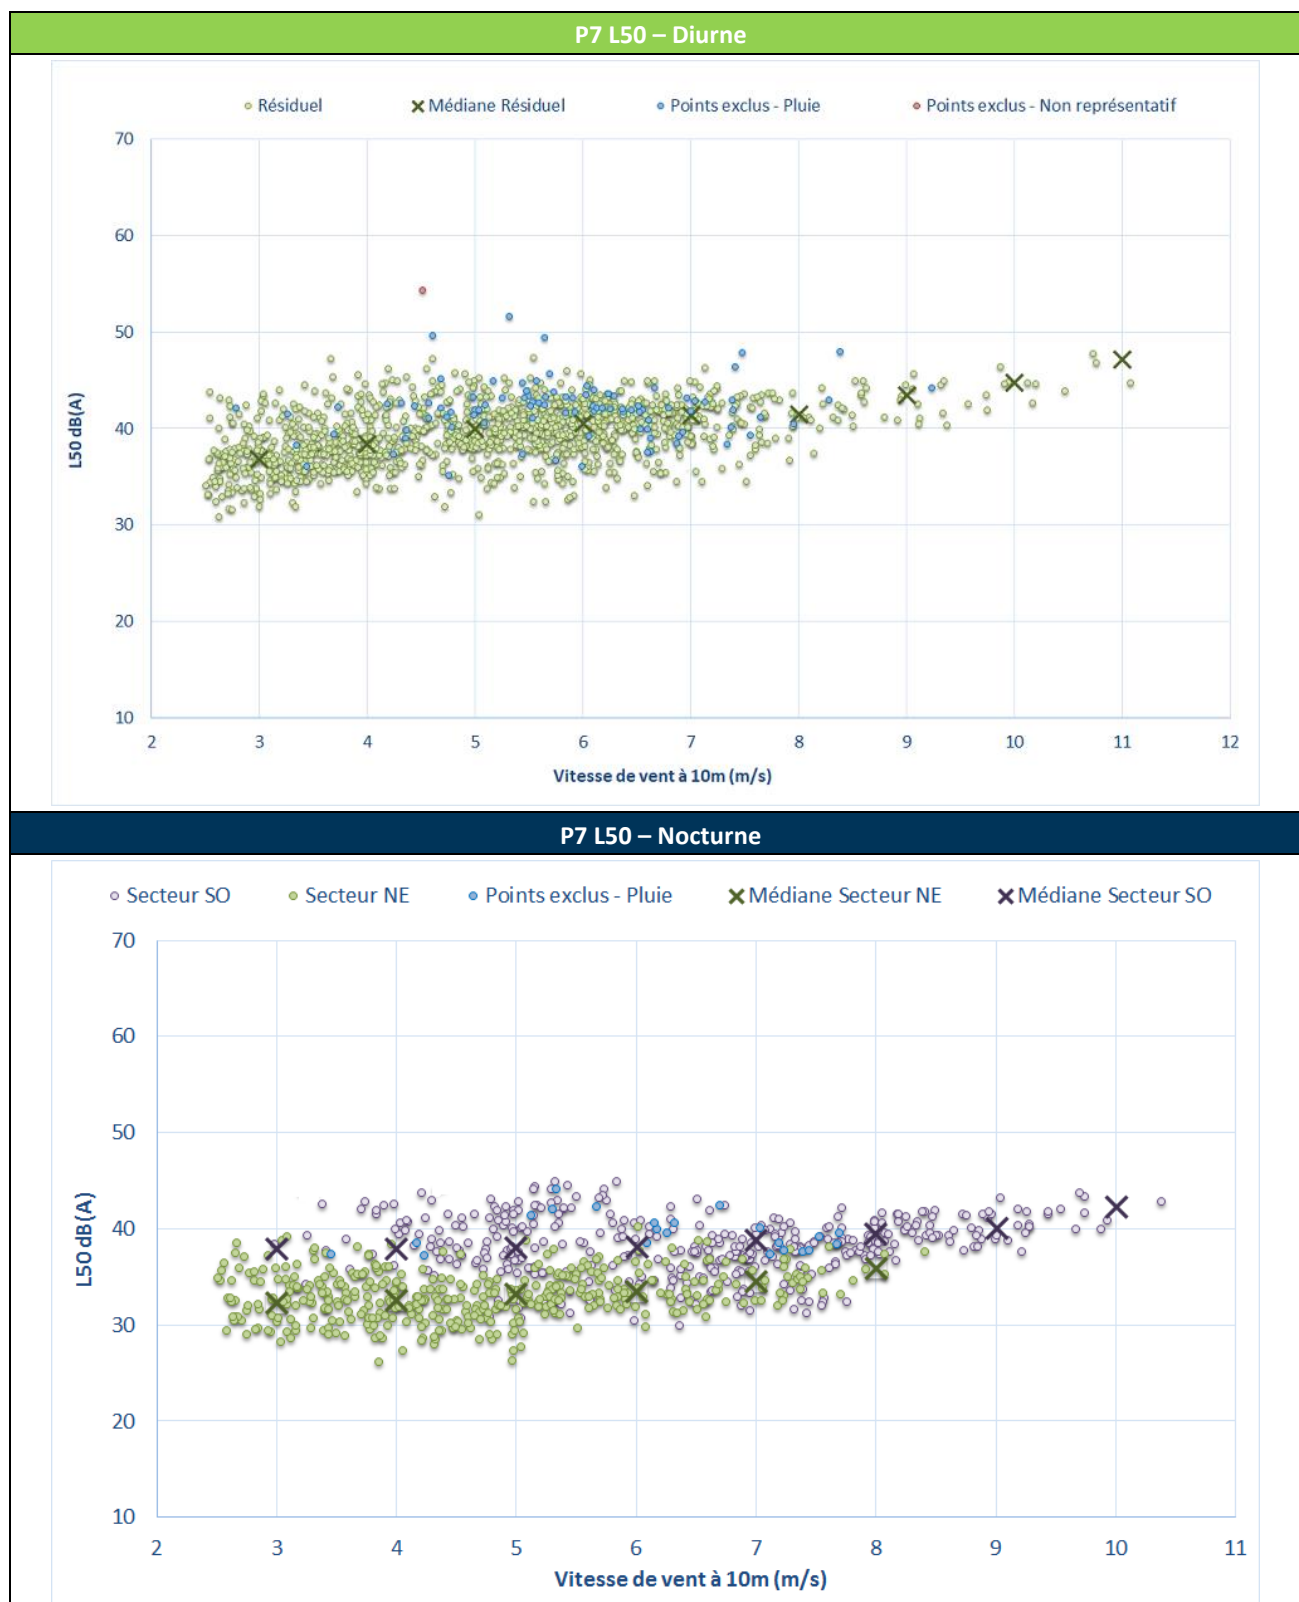 P7 L50 – Diurne
Résiduel Médiane Résiduel Points exclus - Pluie Points exclus - Non représentatif
70
60
50
40
30
20
10
L50 dB(A)
2 3 4 5 6 7 8 9 10 11 12
Vitesse de vent à 10m (m/s)
P7 L50 – Nocturne
Secteur SO Secteur NE Points exclus - Pluie Médiane Secteur NE Médiane Secteur SO
70
60
50
40
30
20
10
L50 dB(A)
2 3 4 5 6 7 8 9 10 11
Vitesse de vent à 10m (m/s)